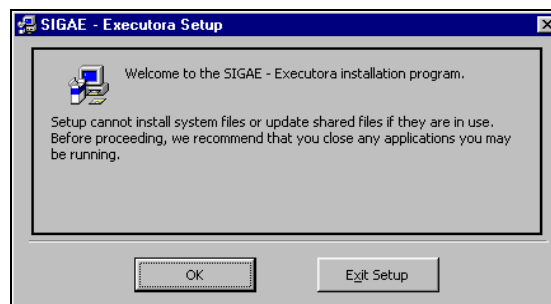 SIGAE - Executora Setup
Welcome to the SIGAE - Executora installation program.
Setup cannot install system files or update shared files if they are in use.
Before proceeding, we recommend that you close any applications you may
be running.
OK
Exit Setup